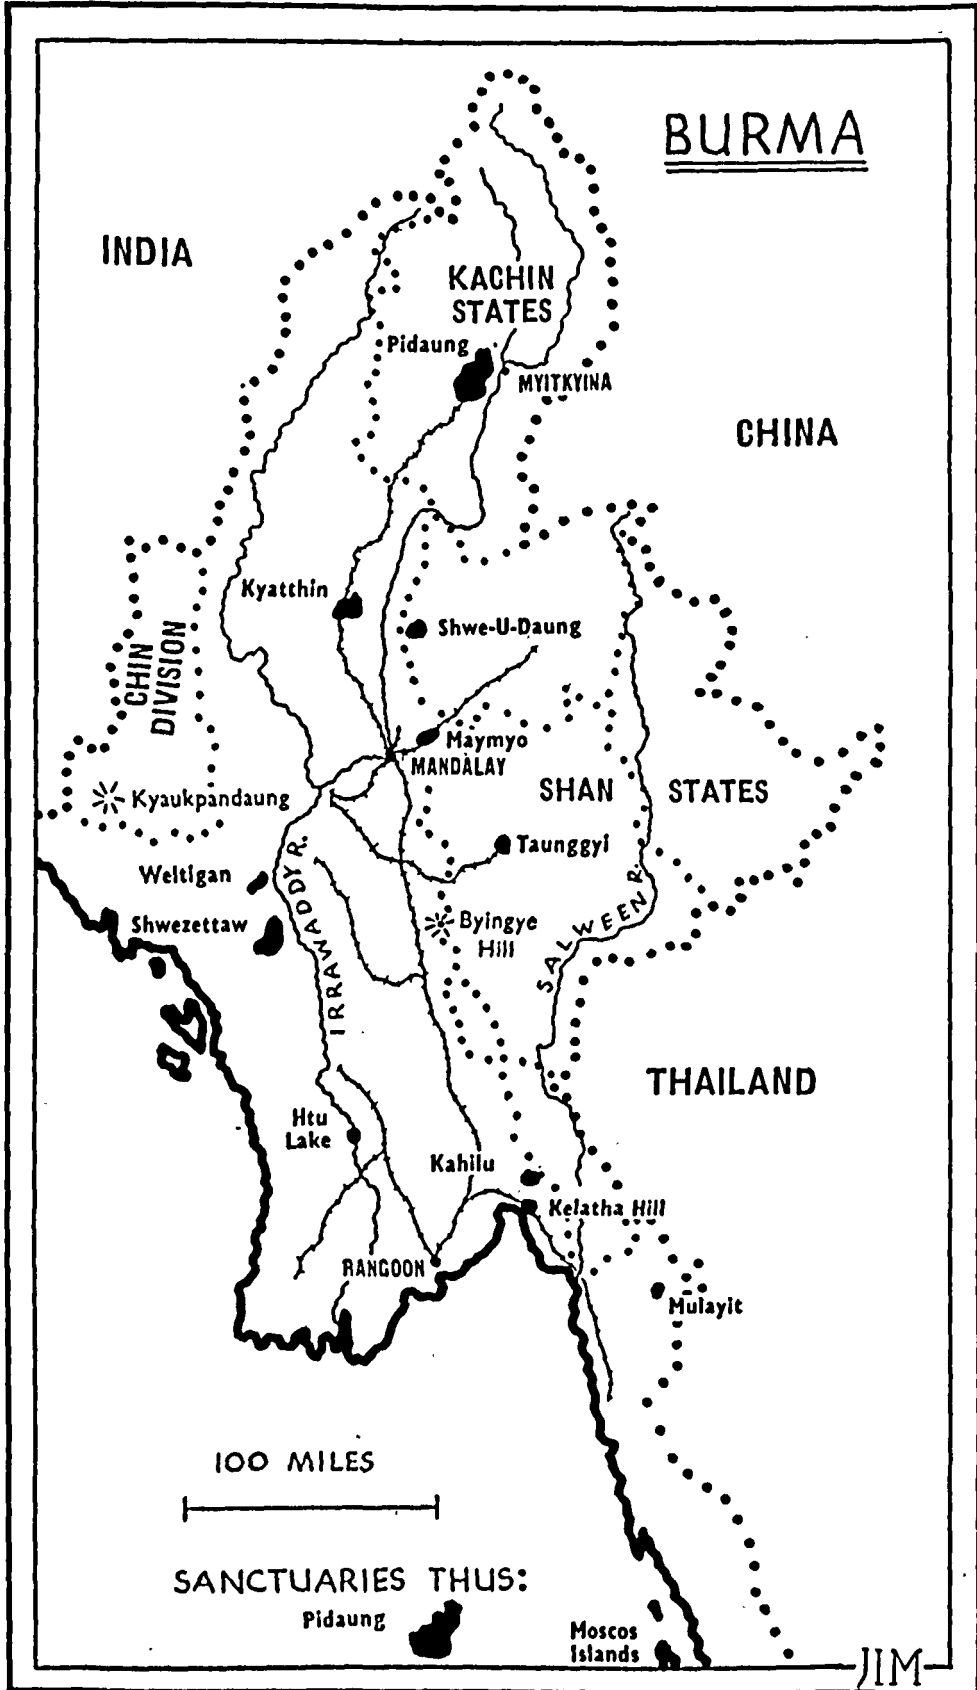 BURMA
INDIA
KACHIN
STATES
Pidaung
MYITKYINA
CHINA
Kyatthin
Shwe-U-Daung
CHIN
DIVISION
Maymyo
MANDALAY
Kyaukpandaung
SHAN STATES
Taunggyi
Weltigan
Shwezettaw
IRRAWADDY R.
Byingye
Hill
SALWEEN R.
THAILAND
Htu
Lake
Kahilu
Kelatha Hill
RANGOON
Mulayit
100 MILES
SANCTUARIES THUS:
Pidaung
Moscos
Islands
JIM